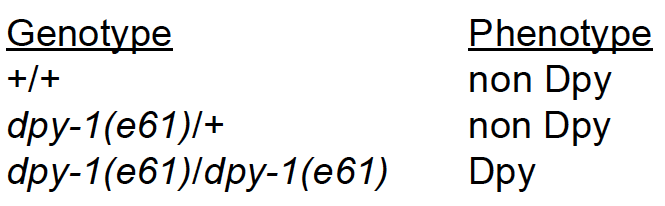 Genotype Phenotype
+/+ non Dpy
dpy-1(e61)/+ non Dpy
dpy-1(e61)/dpy-1(e61) Dpy